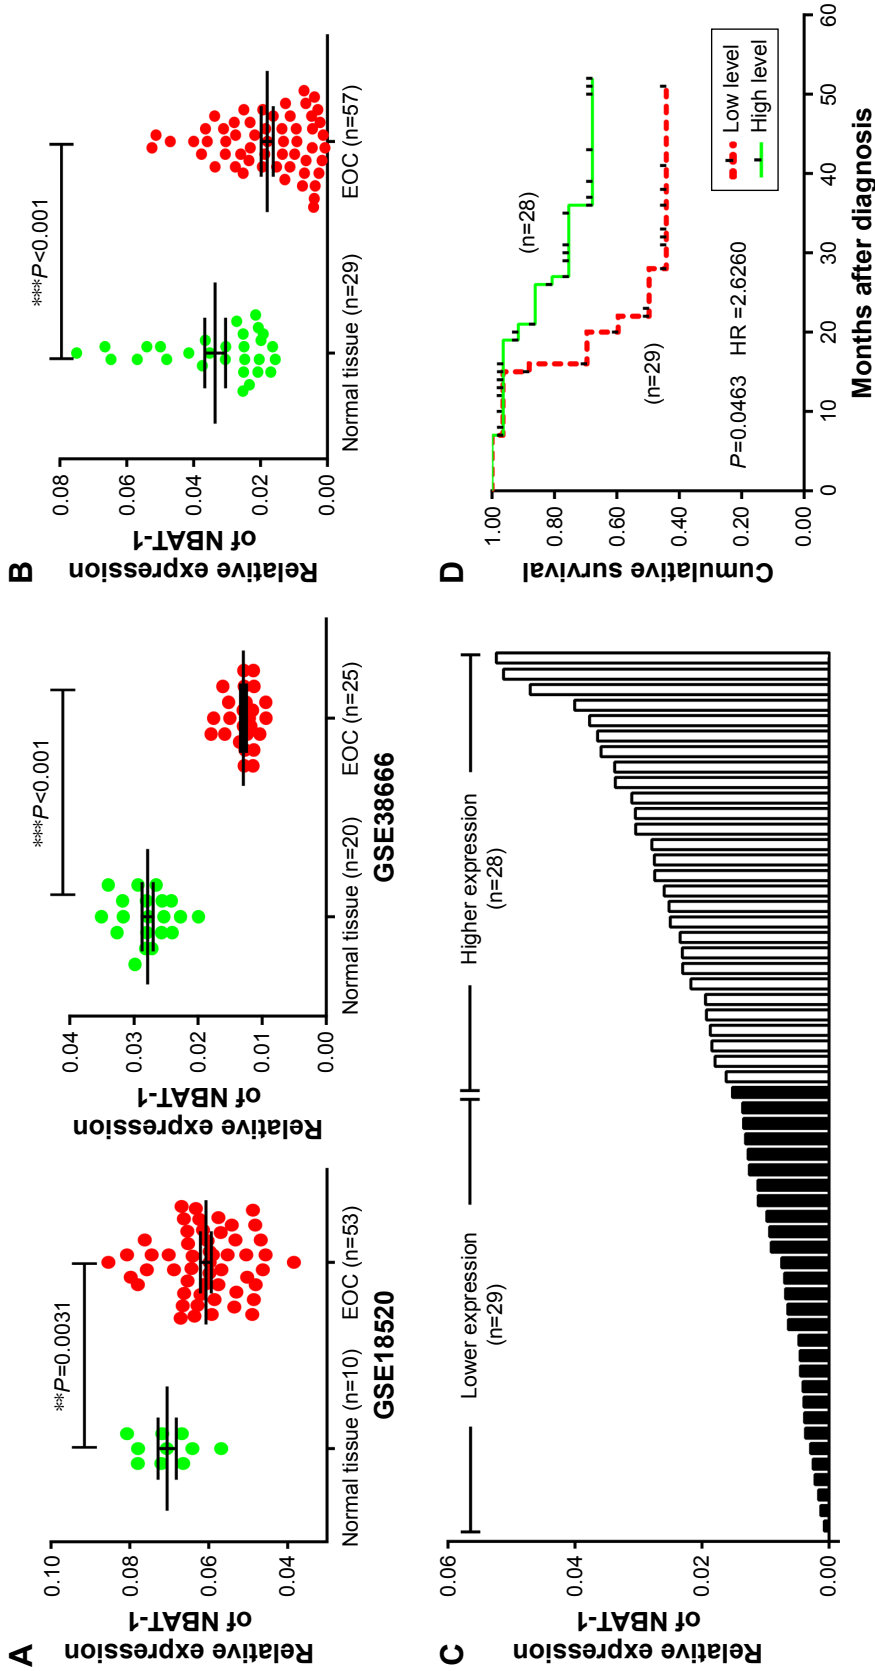 A
Relative expression
of NBAT-1
0.10
0.08
0.06
0.04
**P=0.0031
Normal tissue (n=10)
EOC (n=53)
GSE18520
Relative expression
of NBAT-1
0.04
0.03
0.02
0.01
0.00
***P<0.001
Normal tissue (n=20)
EOC (n=25)
GSE38666
B
Relative expression
of NBAT-1
0.08
0.06
0.04
0.02
0.00
***P<0.001
Normal tissue (n=29)
EOC (n=57)
C
Relative expression
of NBAT-1
0.06
0.04
0.02
0.00
Lower expression
(n=29)
Higher expression
(n=28)
D
Cumulative survival
1.00
0.80
0.60
0.40
0.20
0.00
(n=28)
(n=29)
P=0.0463 HR =2.6260
Low level
High level
0 10 20 30 40 50 60
Months after diagnosis